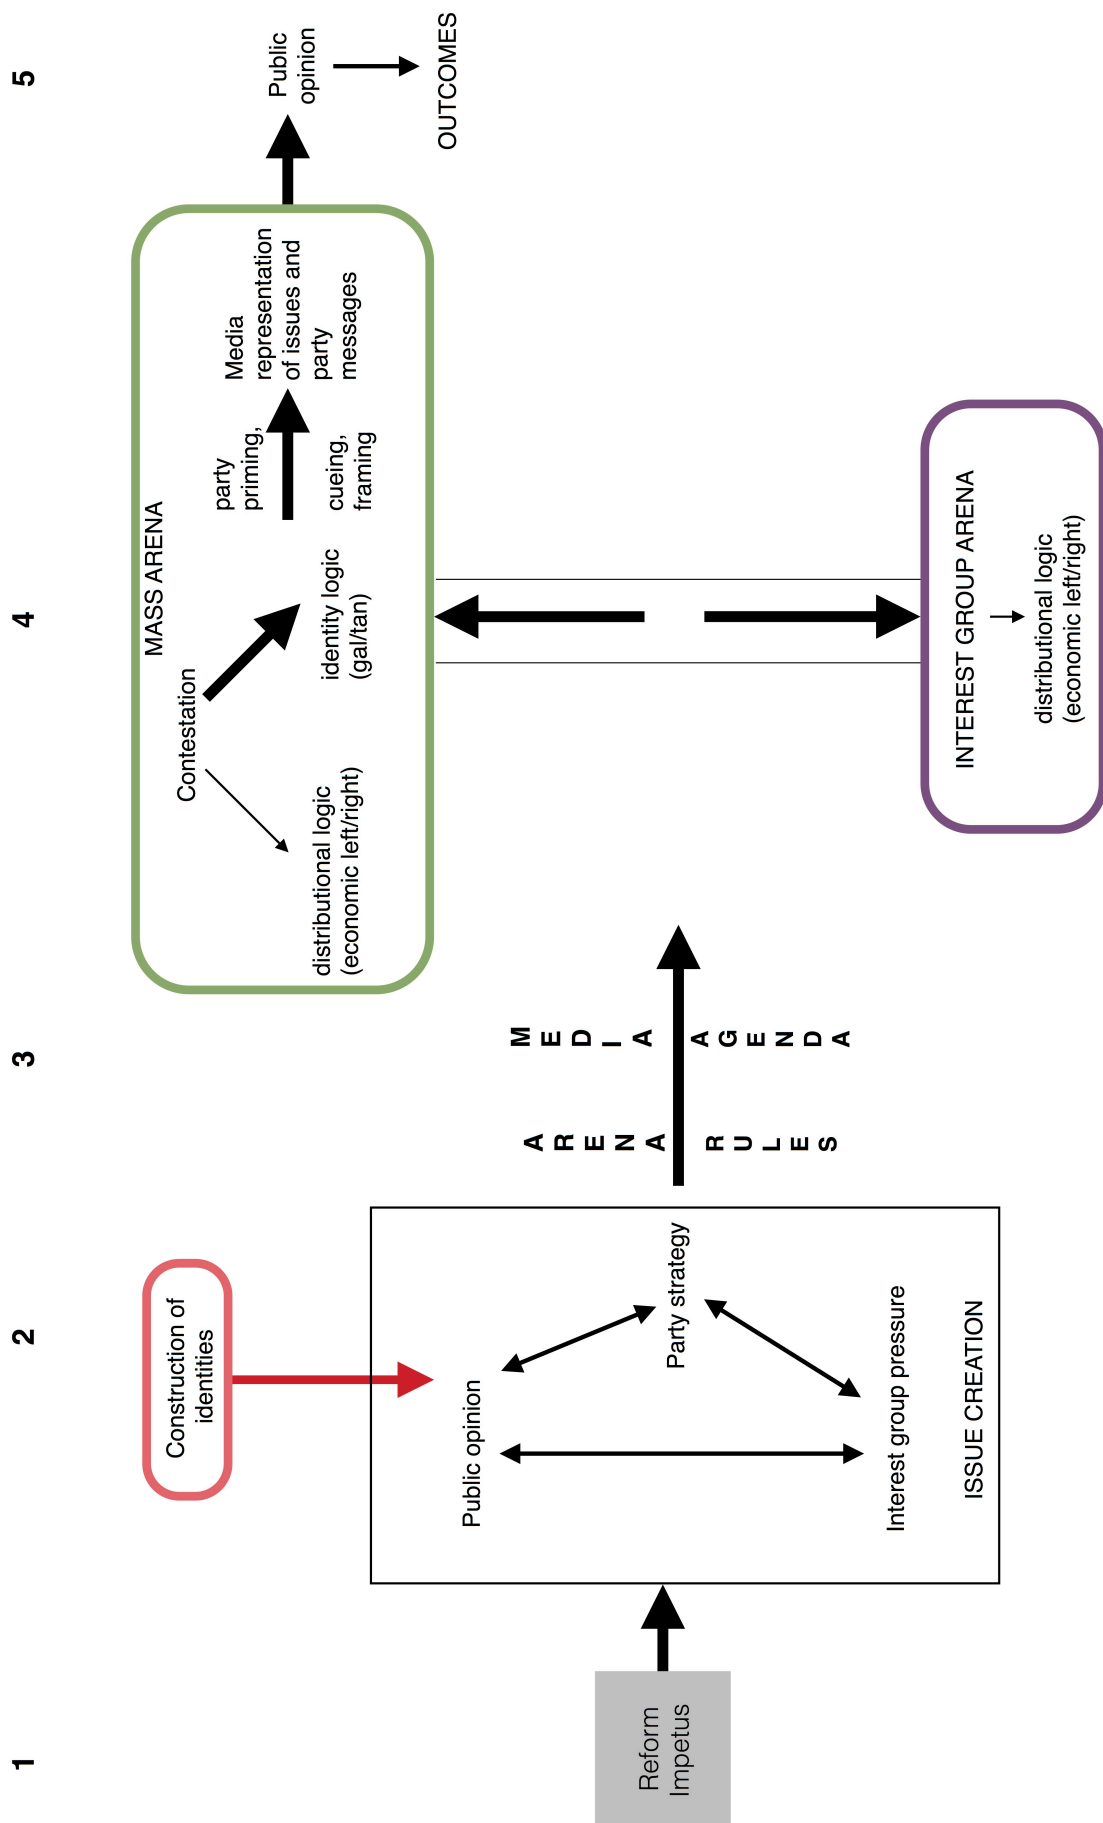 1
2
3
4
5
Reform
Impetus
Construction of
identities
Public opinion
Party strategy
Interest group pressure
ISSUE CREATION
ARENA
RULES
MEDIA
AGENDA
MASS ARENA
Contestation
distributional logic
(economic left/right)
identity logic
(gal/tan)
party
priming,
cueing,
framing
Media
representation
of issues and
party
messages
INTEREST GROUP ARENA
distributional logic
(economic left/right)
Public
opinion
OUTCOMES